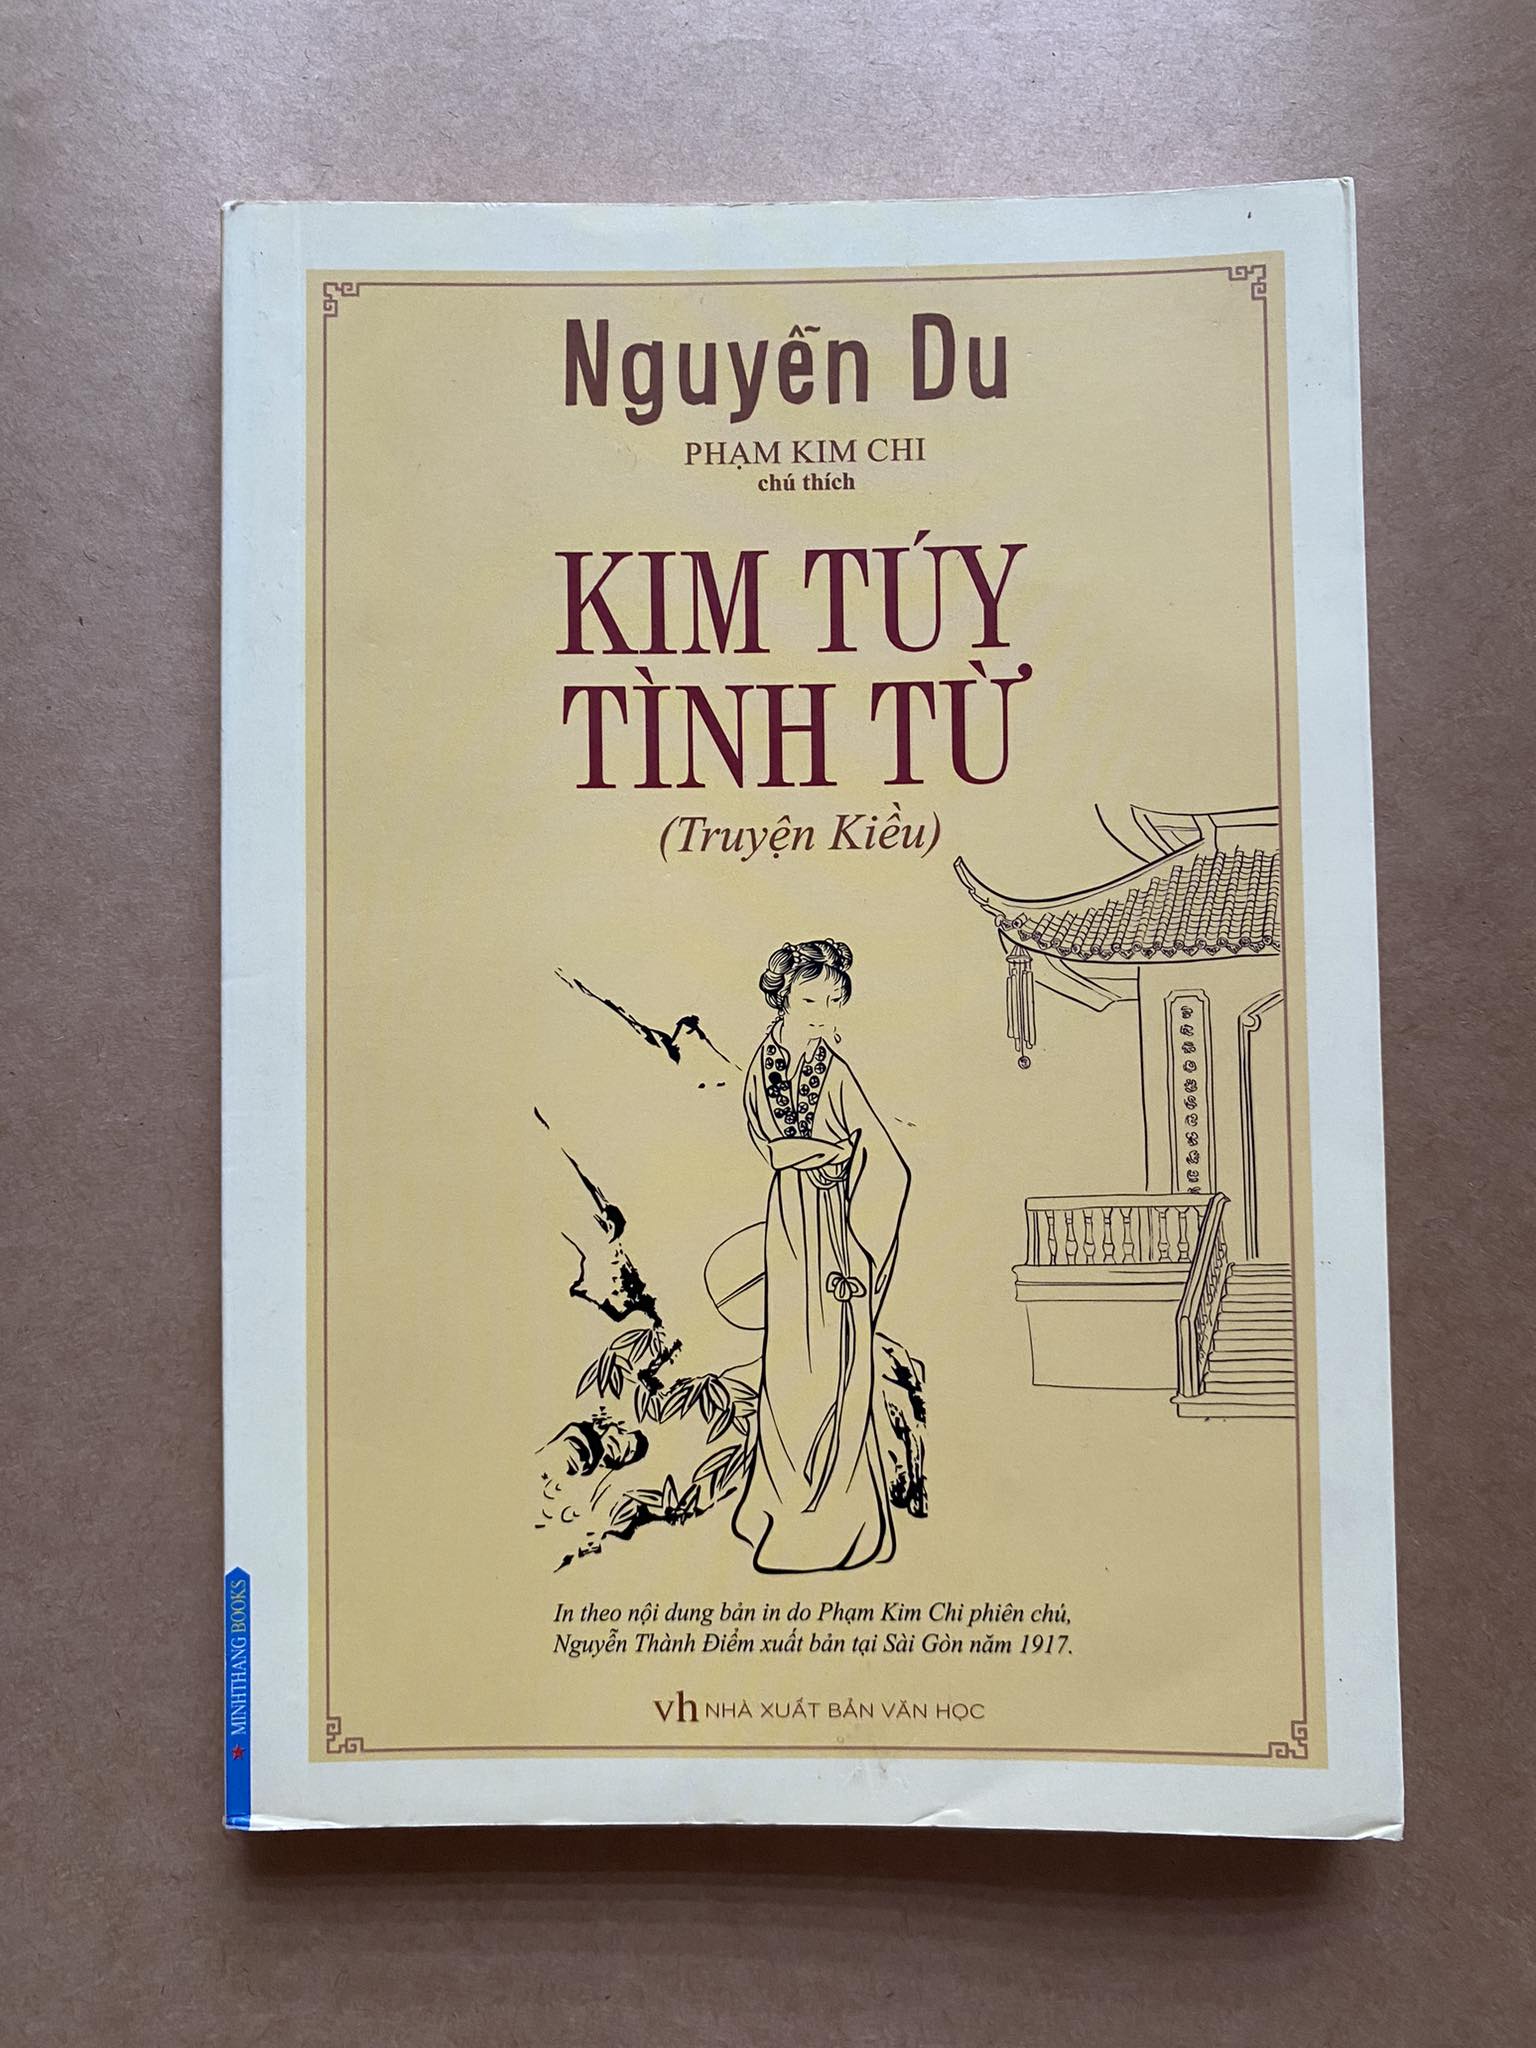 Nguyễn Du
PHẠM KIM CHI
chú thích
KIM TÚY
TÌNH TỪ
(Truyện Kiều)
In theo nội dung bản in do Phạm Kim Chi phiên chú,
Nguyễn Thành Điểm xuất bản tại Sài Gòn năm 1917.
vh NHÀ XUẤT BẢN VĂN HỌC
MINHTHANG BOOKS